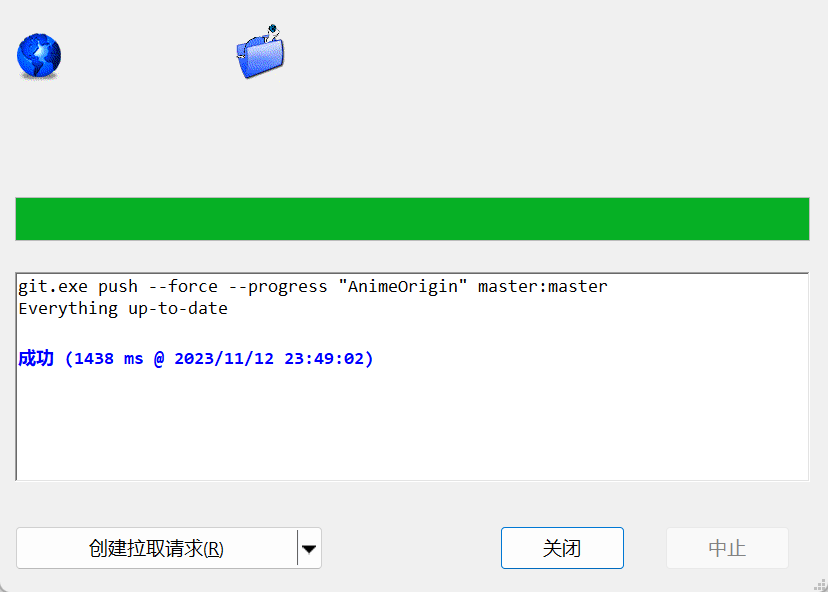 git.exe push --force --progress "AnimeOrigin" master:master
Everything up-to-date
成功 (1438 ms @ 2023/11/12 23:49:02)
创建拉取请求(R)
关闭
中止